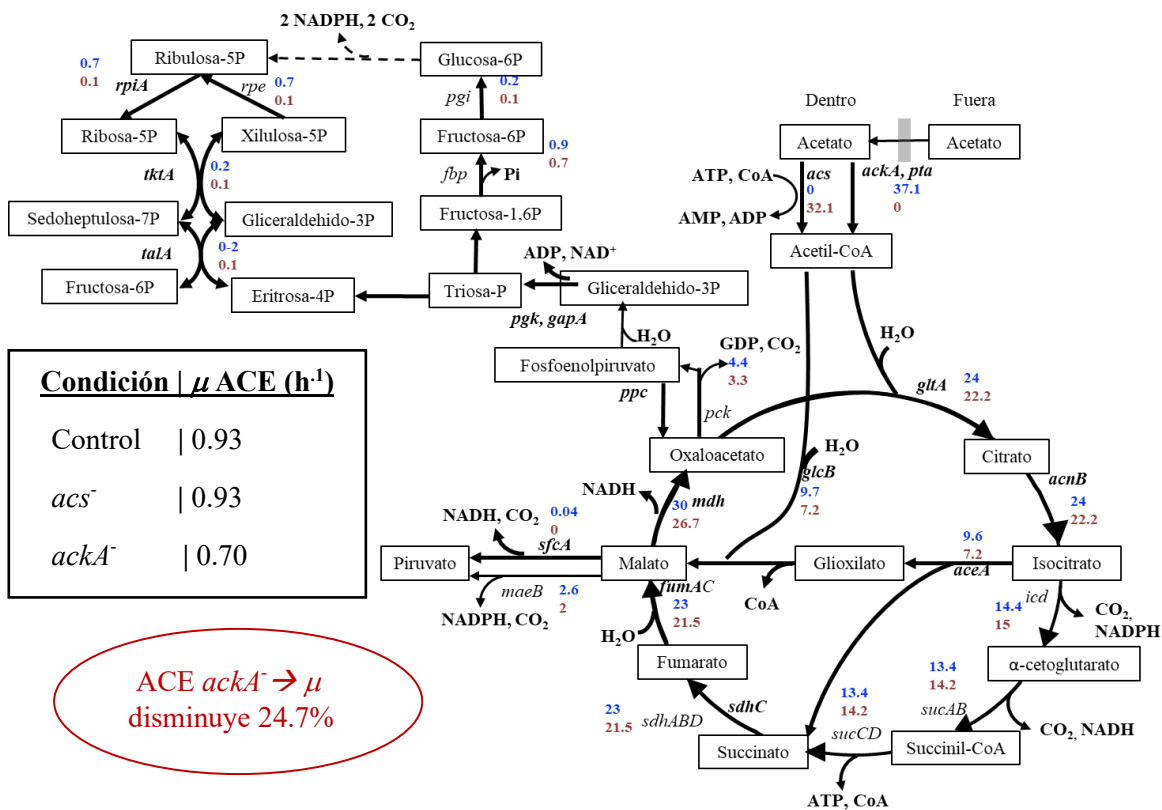 2 NADPH, 2 CO₂
Ribulosa-5P
Glucosa-6P
0.7
0.1
rpiA
rpe
0.7
0.1
pgi
0.2
0.1
Ribosa-5P
Xilulosa-5P
Fructosa-6P
0.9
0.7
tktA
0.2
0.1
fbp
Pi
Sedoheptulosa-7P
Gliceraldehido-3P
Fructosa-1,6P
talA
0-2
0.1
ADP, NAD⁺
Fructosa-6P
Eritrosa-4P
Triosa-P
Gliceraldehido-3P
pgk, gapA
H₂O
Fosfoenolpiruvato
GDP, CO₂
4.4
3.3
ppc
pck
Oxaloacetato
Dentro
Fuera
Acetato
Acetato
ATP, CoA
acs
0
32.1
ackA, pta
37.1
0
AMP, ADP
Acetil-CoA
H₂O
gltA
24
22.2
Citrato
acnB
24
22.2
H₂O
glcB
9.7
7.2
NADH
30
26.7
mdh
NADH, CO₂
0.04
0
sfcA
Piruvato
Malato
Glioxilato
9.6
7.2
aceA
Isocitrato
maeB
2.6
2
NADPH, CO₂
fumAC
23
21.5
CoA
H₂O
14.4
15
icd
CO₂,
NADPH
Fumarato
α-cetoglutarato
13.4
14.2
sucAB
CO₂, NADH
23
21.5
sdhABD
sdhC
13.4
14.2
sucCD
Succinato
Succinil-CoA
ATP, CoA
Condición | μ ACE (h⁻¹)
Control | 0.93
acs⁻ | 0.93
ackA⁻ | 0.70
ACE ackA⁻ → μ
disminuye 24.7%